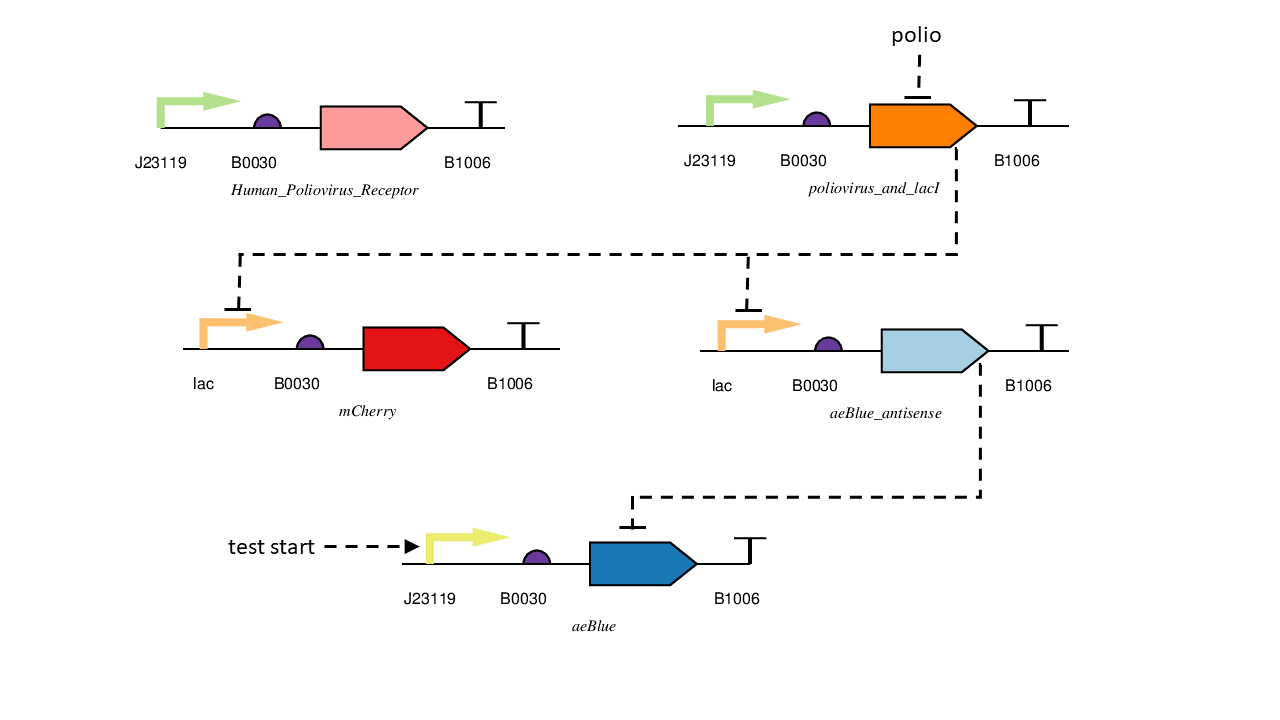 polio
J23119 B0030 B1006
Human_Poliovirus_Receptor
J23119 B0030 B1006
poliovirus_and_lacI
lac B0030 B1006
mCherry
lac B0030 B1006
aeBlue_antisense
test start
J23119 B0030 B1006
aeBlue